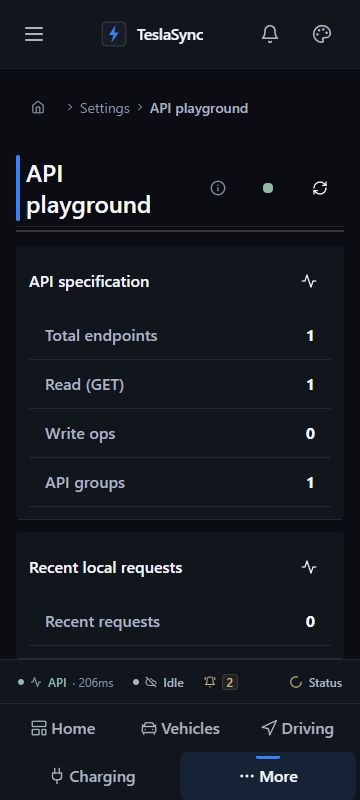 TeslaSync
Settings API playground
API
playground
API specification
Total endpoints 1
Read (GET) 1
Write ops 0
API groups 1
Recent local requests
Recent requests 0
API · 206ms Idle 2 Status
Home Vehicles Driving
Charging More